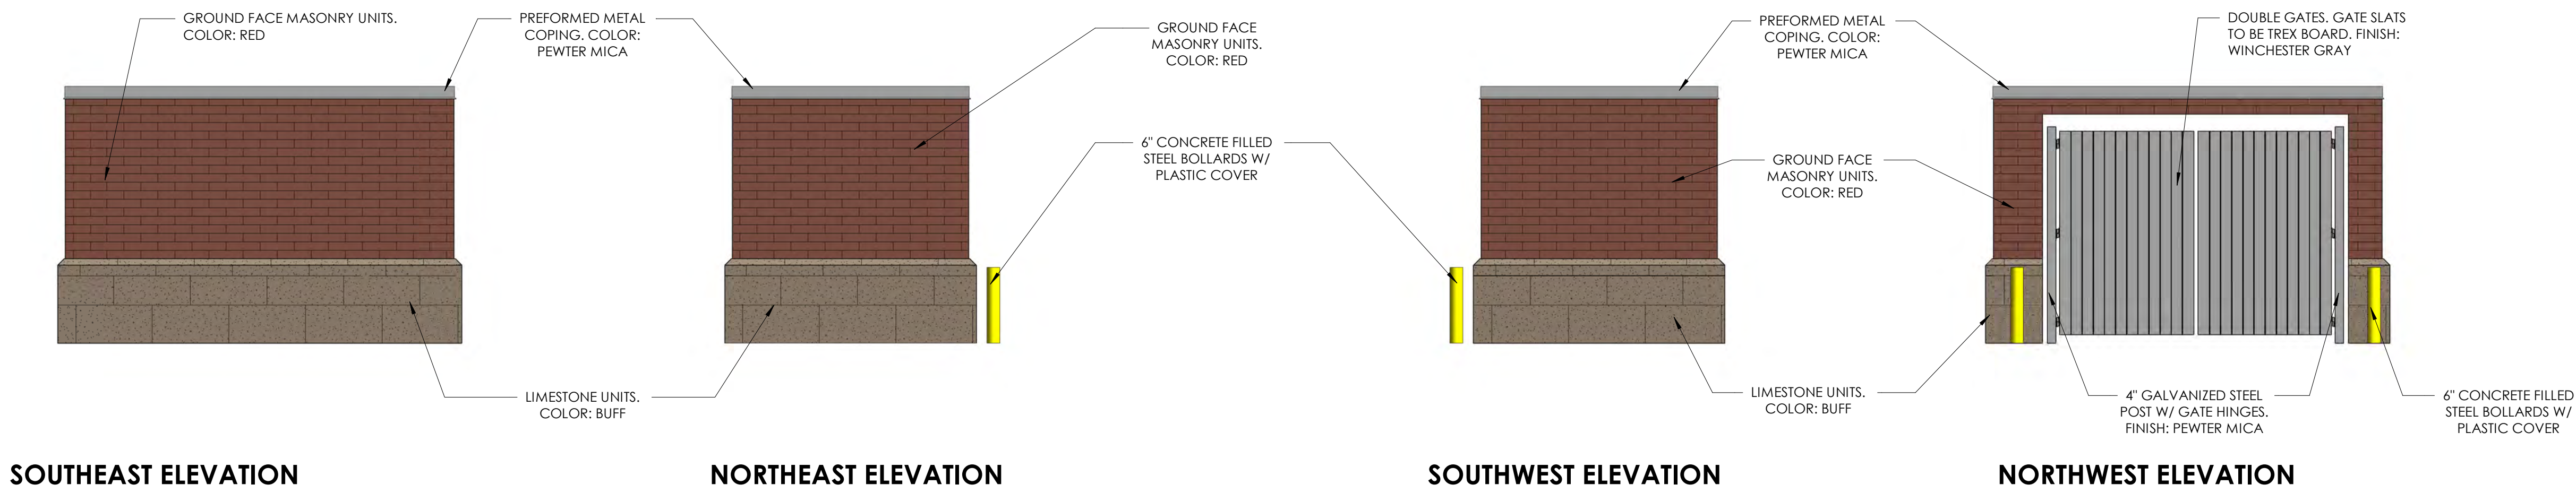 GROUND FACE MASONRY UNITS.
COLOR: RED
PREFORMED METAL
COPING. COLOR:
PEWTER MICA
GROUND FACE
MASONRY UNITS.
COLOR: RED
6" CONCRETE FILLED
STEEL BOLLARDS W/
PLASTIC COVER
LIMESTONE UNITS.
COLOR: BUFF
PREFORMED METAL
COPING. COLOR:
PEWTER MICA
DOUBLE GATES. GATE SLATS
TO BE TREX BOARD. FINISH:
WINCHESTER GRAY
GROUND FACE
MASONRY UNITS.
COLOR: RED
LIMESTONE UNITS.
COLOR: BUFF
4" GALVANIZED STEEL
POST W/ GATE HINGES.
FINISH: PEWTER MICA
6" CONCRETE FILLED
STEEL BOLLARDS W/
PLASTIC COVER
SOUTHEAST ELEVATION
NORTHEAST ELEVATION
SOUTHWEST ELEVATION
NORTHWEST ELEVATION